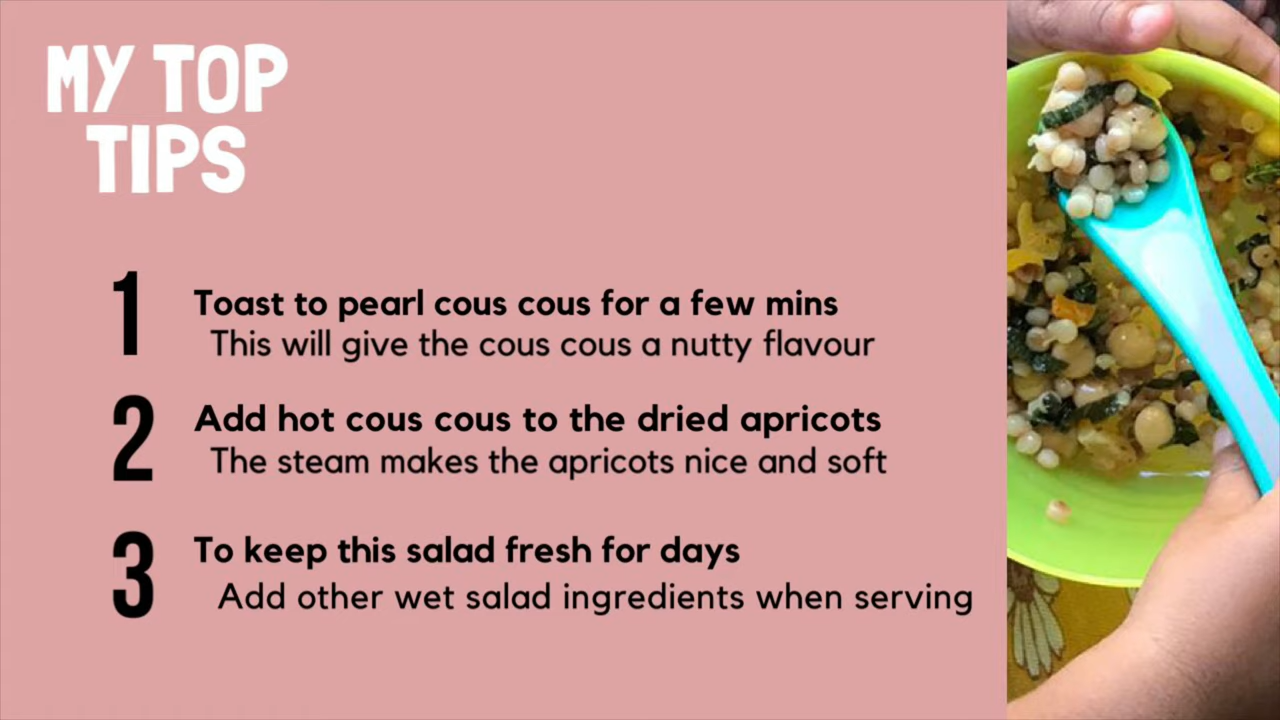 MY TOP
TIPS
1
Toast to pearl cous cous for a few mins
This will give the cous cous a nutty flavour
2
Add hot cous cous to the dried apricots
The steam makes the apricots nice and soft
3
To keep this salad fresh for days
Add other wet salad ingredients when serving